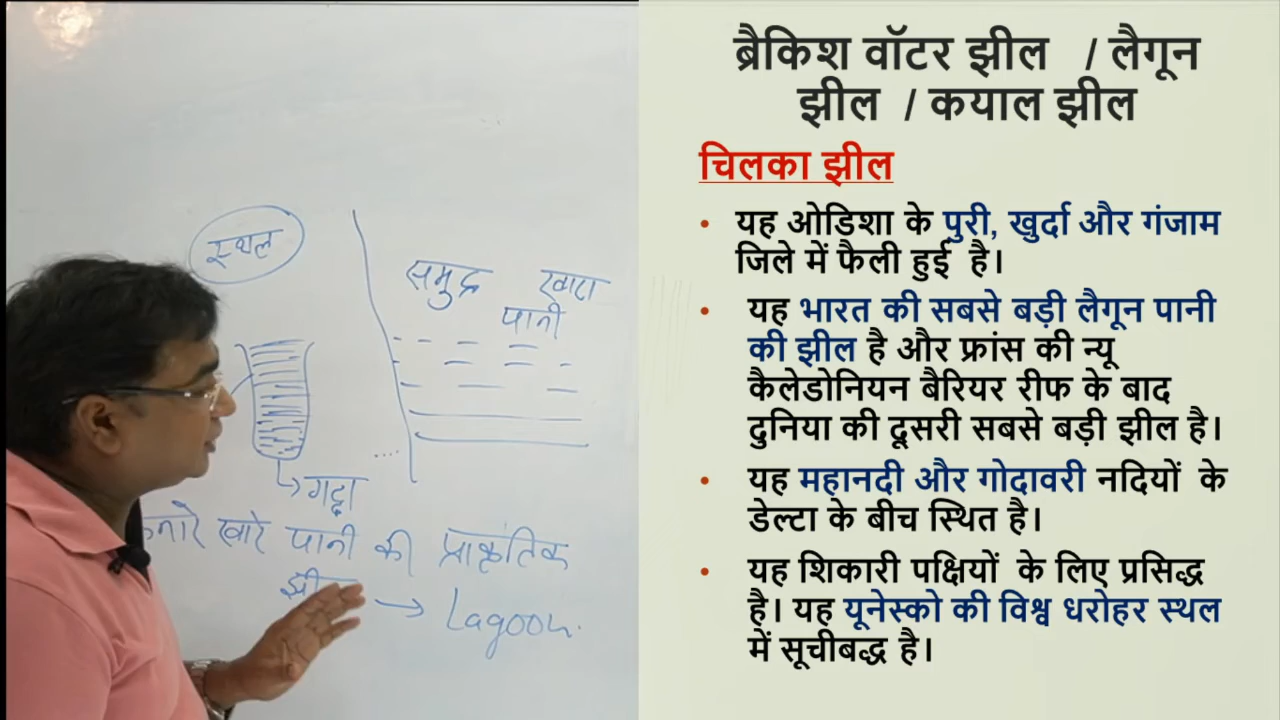 स्थल
समुद्र खारा
पानी
गड्ढा
किनारे खारे पानी की प्राकृतिक
झील → Lagoon.
ब्रैकिश वॉटर झील / लैगून
झील / कयाल झील
चिलका झील
• यह ओडिशा के पुरी, खुर्दा और गंजाम
जिले में फैली हुई है।
• यह भारत की सबसे बड़ी लैगून पानी
की झील है और फ्रांस की न्यू
कैलेडोनियन बैरियर रीफ के बाद
दुनिया की दूसरी सबसे बड़ी झील है।
• यह महानदी और गोदावरी नदियों के
डेल्टा के बीच स्थित है।
• यह शिकारी पक्षियों के लिए प्रसिद्ध
है। यह यूनेस्को की विश्व धरोहर स्थल
में सूचीबद्ध है।